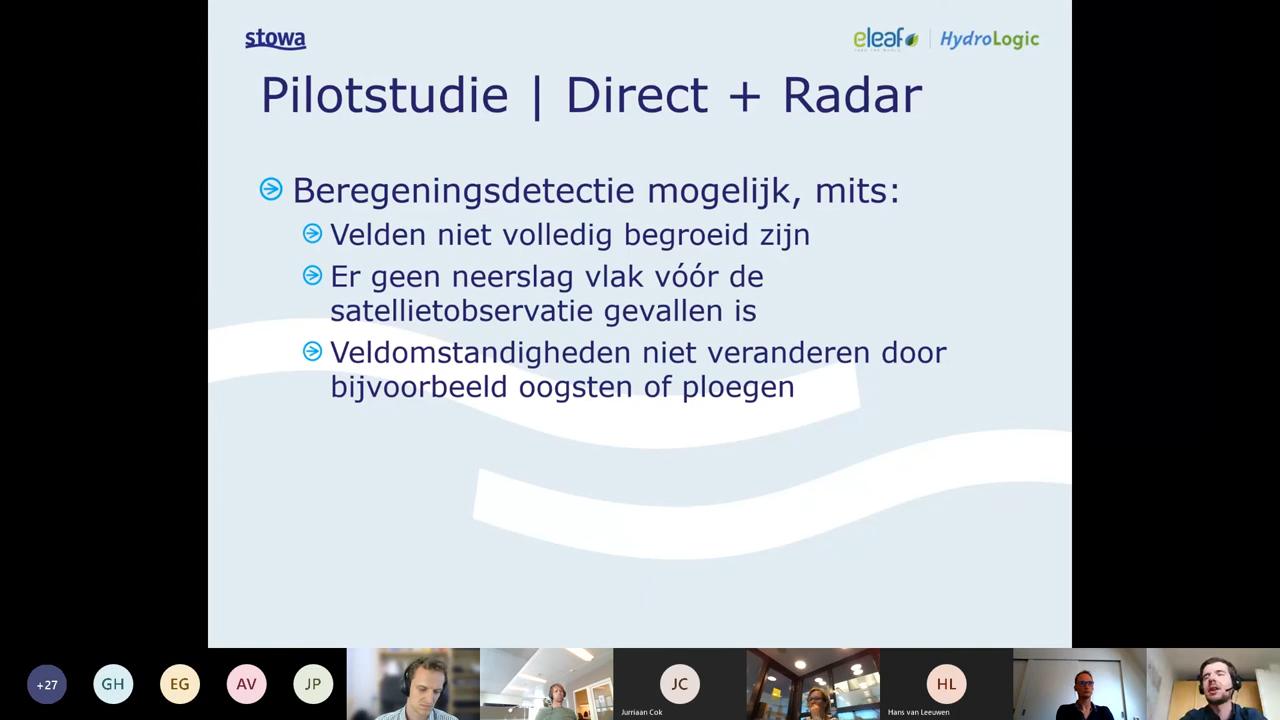 stowa
eleaf
HydroLogic
Pilotstudie | Direct + Radar
Beregeningsdetectie mogelijk, mits:
Velden niet volledig begroeid zijn
Er geen neerslag vlak vóór de
satellietobservatie gevallen is
Veldomstandigheden niet veranderen door
bijvoorbeeld oogsten of ploegen
+27
GH
EG
AV
JP
JC
HL
Jurriaan Cok
Hans van Leeuwen